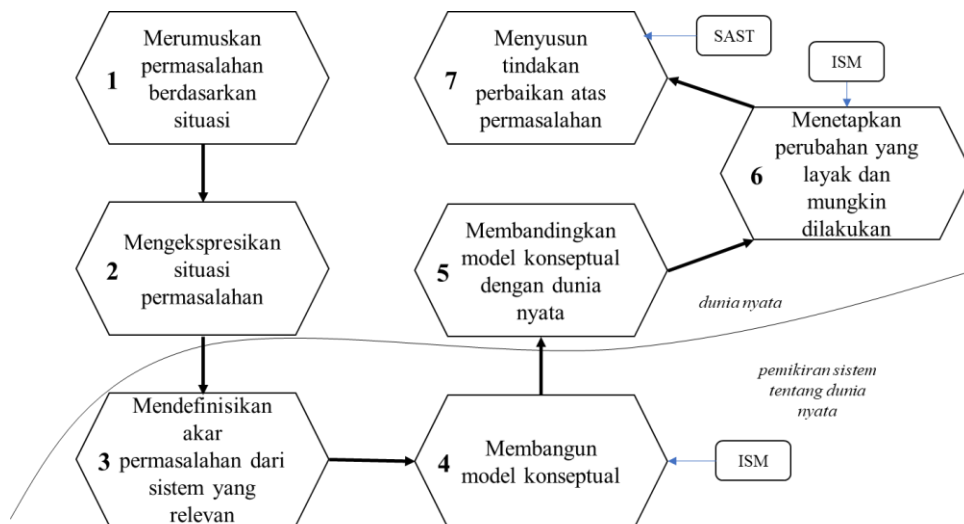 Merumuskan
permasalahan
1
berdasarkan
situasi
Mengekspresikan
2
situasi
permasalahan
Mendefinisikan
akar
3
permasalahan dari
sistem yang
relevan
4
Membangun
model konseptual
ISM
Membandingkan
5
model konseptual
dengan dunia
nyata
Menetapkan
perubahan yang
6
layak dan
mungkin
dilakukan
ISM
Menyusun
7
tindakan
perbaikan atas
permasalahan
SAST
dunia nyata
pemikiran sistem
tentang dunia
nyata